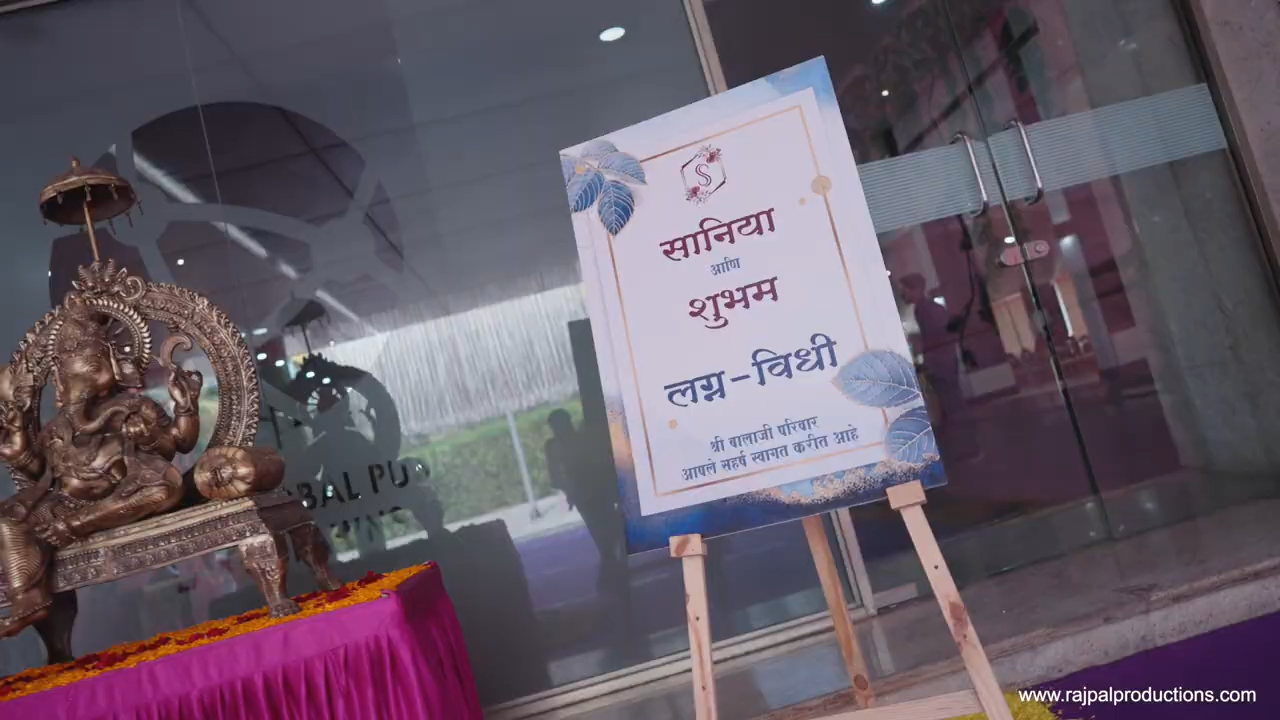 S
सानिया
आणि
शुभम
लग्न-विधी
श्री बालाजी परिवार
आपले सहर्ष स्वागत करीत आहे
www.rajpalproductions.com